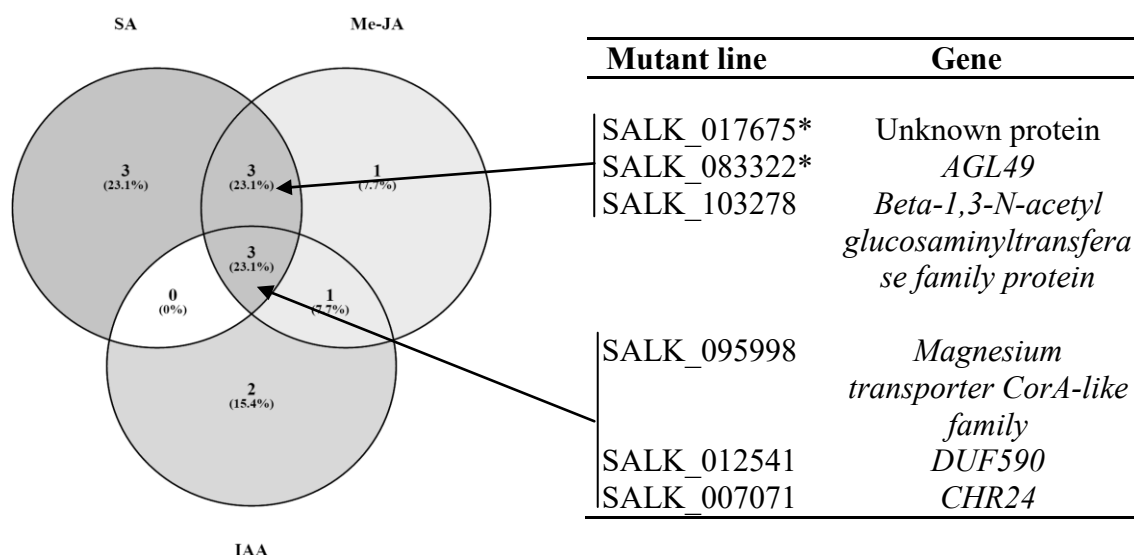 SA
Me-JA
3
(23.1%)
3
(23.1%)
1
(7.7%)
3
(23.1%)
0
(0%)
1
(7.7%)
2
(15.4%)
IAA
Mutant line Gene
SALK_017675* Unknown protein
SALK_083322* AGL49
SALK_103278 Beta-1,3-N-acetyl
glucosaminyltransfera
se family protein
SALK_095998 Magnesium
transporter CorA-like
family
SALK_012541 DUF590
SALK_007071 CHR24